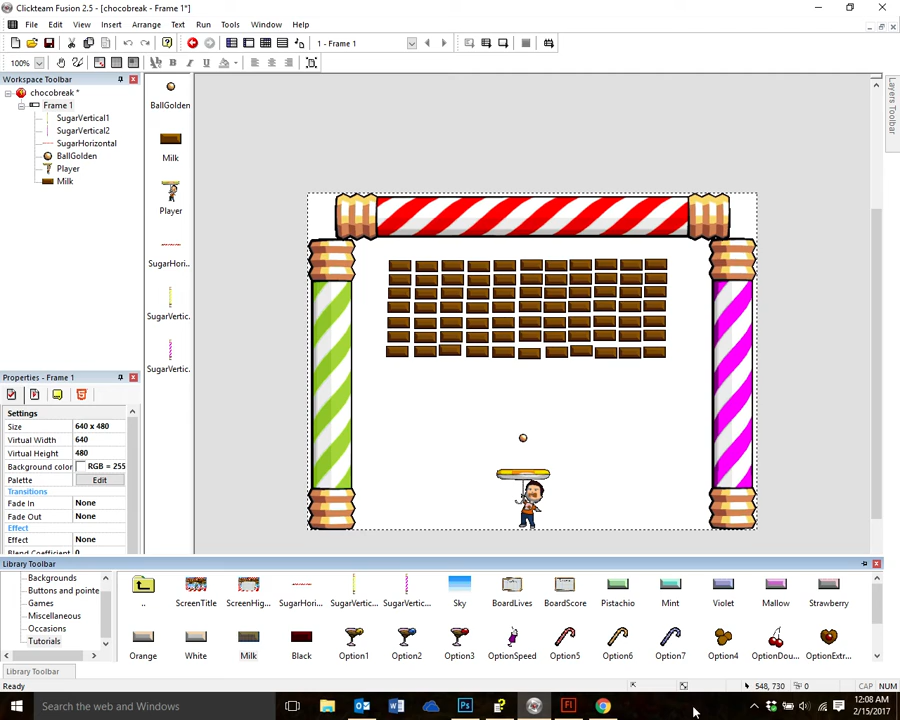 Clickteam Fusion 2.5 - [chocobreak - Frame 1*]
File Edit View Insert Arrange Text Run Tools Window Help
1 - Frame 1
100%
Workspace Toolbar
chocobreak *
Frame 1
SugarVertical1
SugarVertical2
SugarHorizontal
BallGolden
Player
Milk
BallGolden
Milk
Player
SugarHori...
SugarVertic...
SugarVertic...
Layers Toolbar
Properties - Frame 1
Settings
Size 640 x 480
Virtual Width 640
Virtual Height 480
Background color RGB = 255
Palette Edit
Transitions
Fade In None
Fade Out None
Effect
Effect None
Blend Coefficient 0
Library Toolbar
Backgrounds
Buttons and pointe
Games
Miscellaneous
Occasions
Tutorials
.. ScreenTitle ScreenHig... SugarHor... SugarVertic... SugarVertic... Sky BoardLives BoardScore Pistachio Mint Violet Mallow Strawberry
Orange White Milk Black Option1 Option2 Option3 OptionSpeed Option5 Option6 Option7 Option4 OptionDou... OptionExtr...
Library Toolbar
Ready 548, 730 0 CAP NUM
Search the web and Windows
12:08 AM
2/15/2017